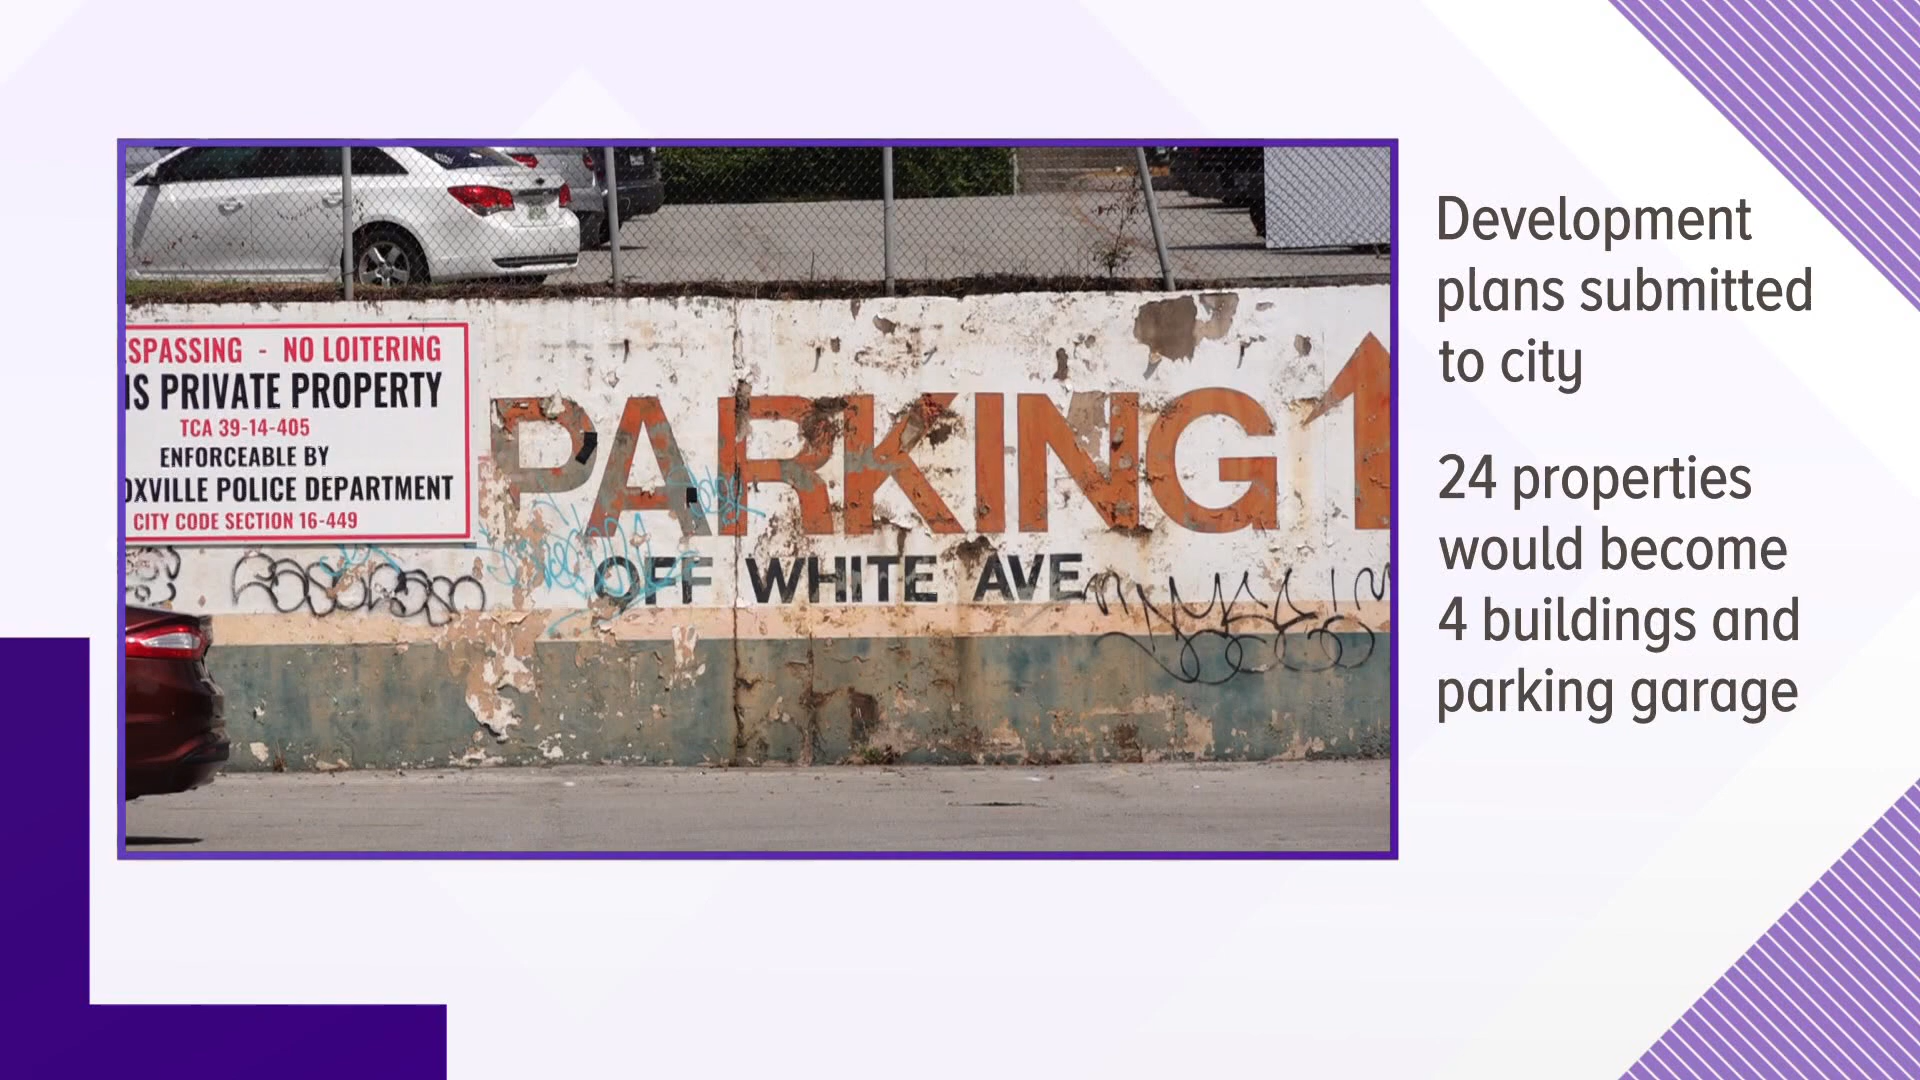 SPASSING - NO LOITERING
IS PRIVATE PROPERTY
TCA 39-14-405
ENFORCEABLE BY
OXVILLE POLICE DEPARTMENT
CITY CODE SECTION 16-449
PARKING
OFF WHITE AVE
Development
plans submitted
to city
24 properties
would become
4 buildings and
parking garage